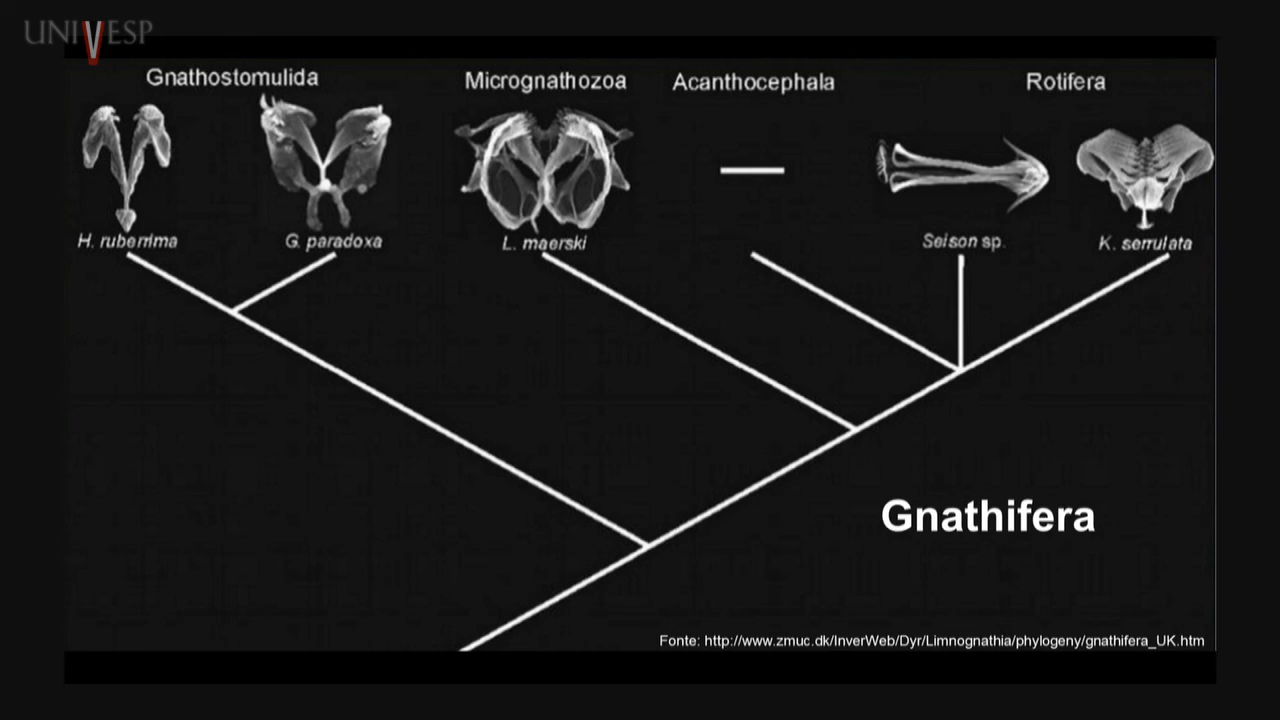 UNIVESP
Gnathostomulida Micrognathozoa Acanthocephala Rotifera
H. ruberrima G. paradoxa L. maerski Seison sp. K. serrulata
Gnathifera
Fonte: http://www.zmuc.dk/InverWeb/Dyr/Limnognathia/phylogeny/gnathifera_UK.htm